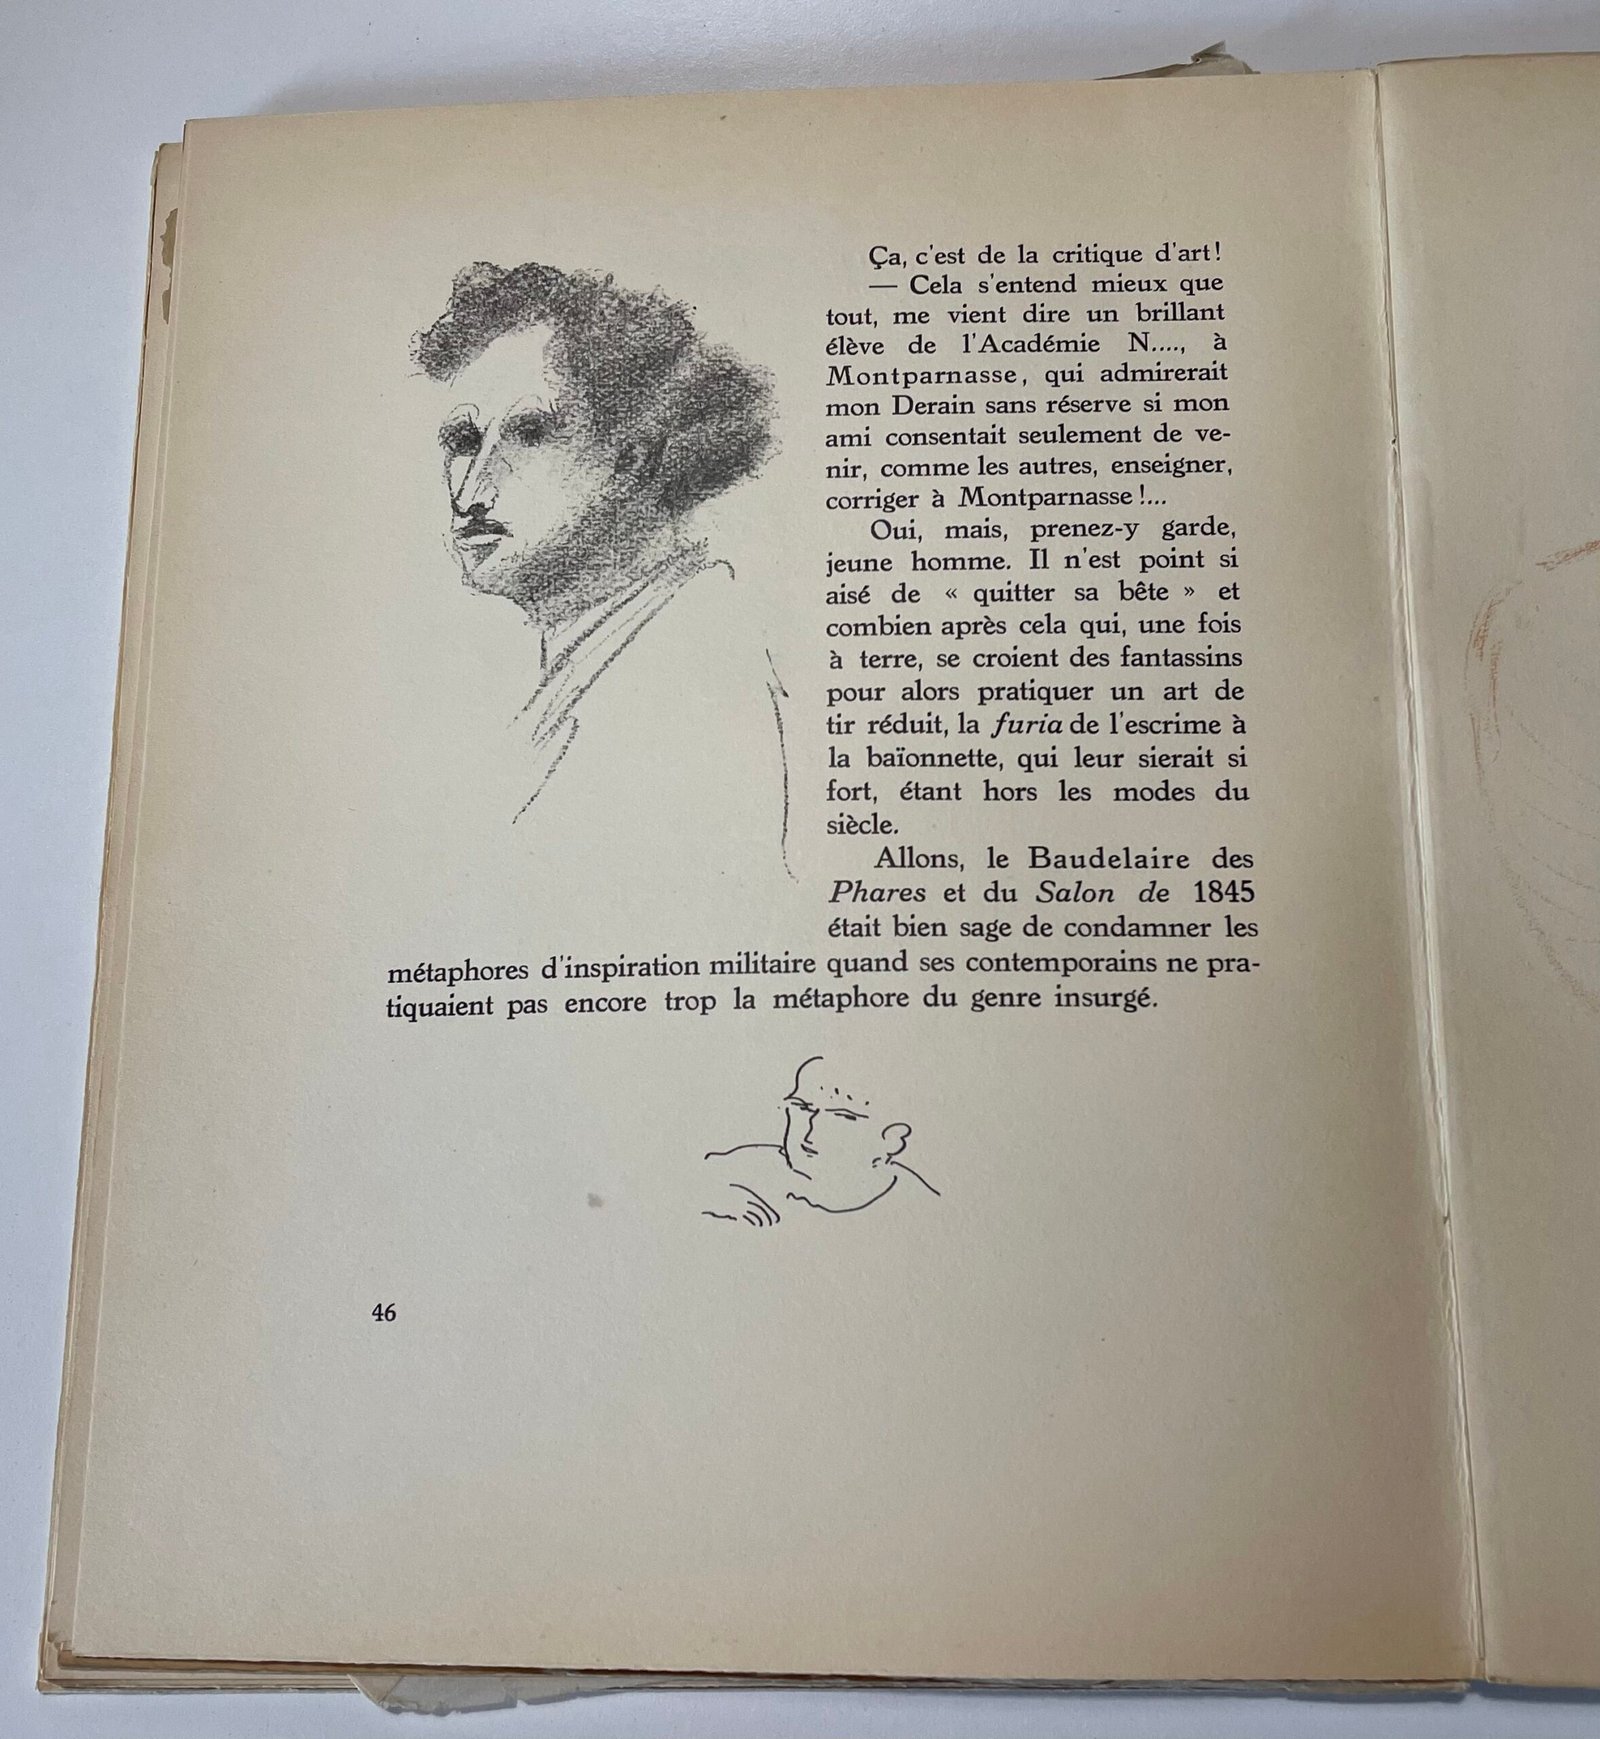 Ça, c'est de la critique d'art!
— Cela s'entend mieux que
tout, me vient dire un brillant
élève de l'Académie N...., à
Montparnasse, qui admirerait
mon Derain sans réserve si mon
ami consentait seulement de ve-
nir, comme les autres, enseigner,
corriger à Montparnasse!...
Oui, mais, prenez-y garde,
jeune homme. Il n'est point si
aisé de « quitter sa bête » et
combien après cela qui, une fois
à terre, se croient des fantassins
pour alors pratiquer un art de
tir réduit, la furia de l'escrime à
la baïonnette, qui leur sierait si
fort, étant hors les modes du
siècle.
Allons, le Baudelaire des
Phares et du Salon de 1845
était bien sage de condamner les
métaphores d'inspiration militaire quand ses contemporains ne pra-
tiquaient pas encore trop la métaphore du genre insurgé.
46